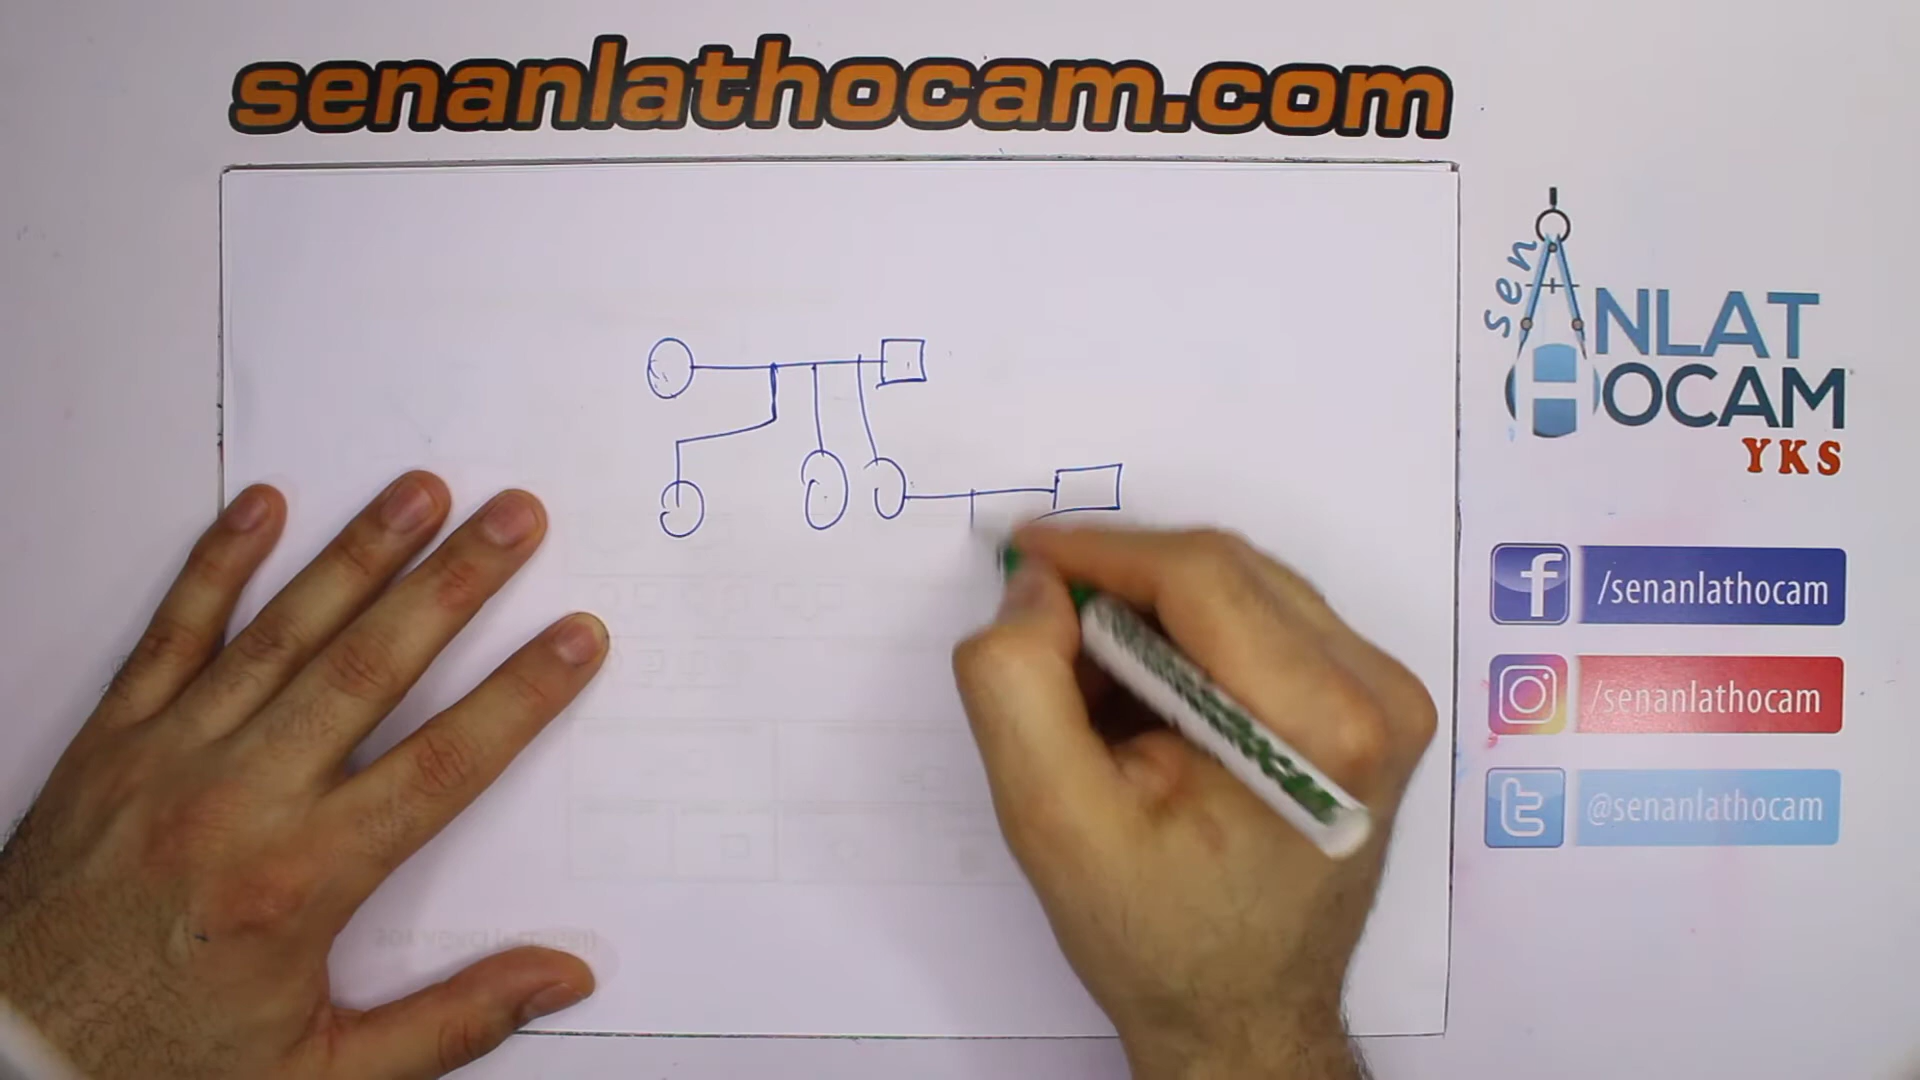 senanlathocam.com
sen
ANLAT
HOCAM
YKS
/senanlathocam
/senanlathocam
@senanlathocam